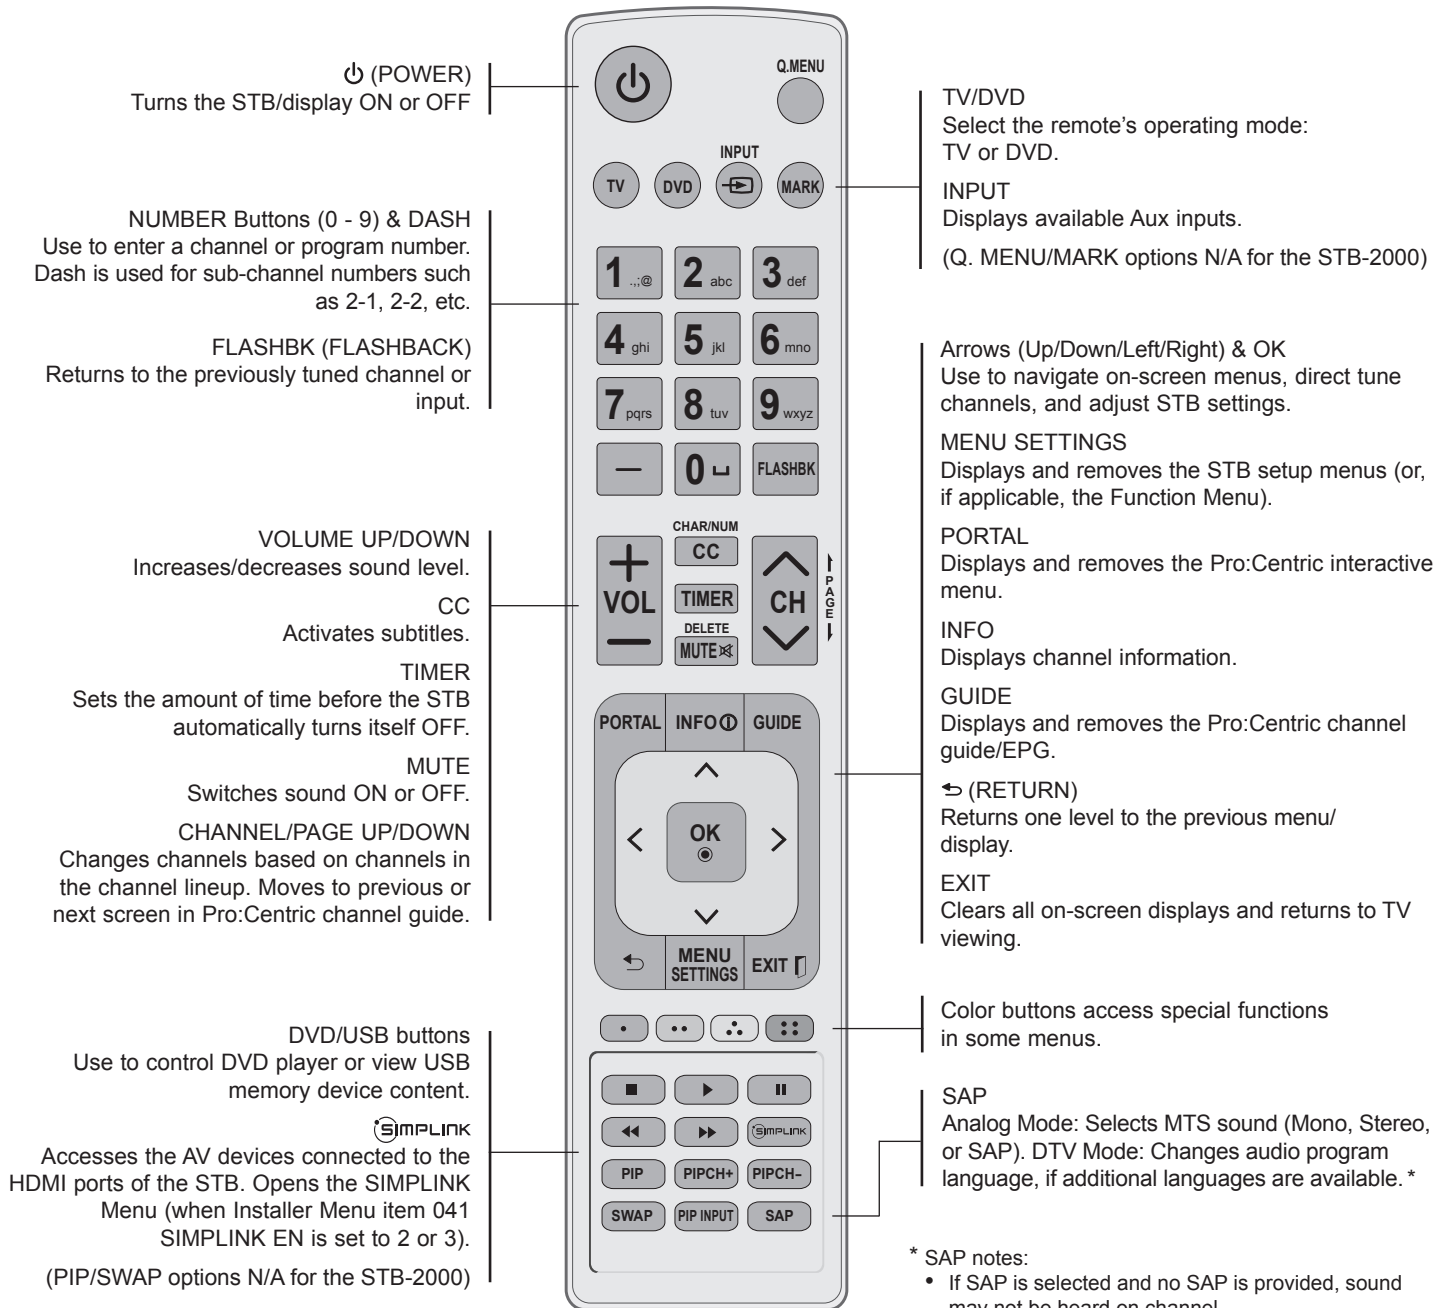 ⏻ (POWER)
Turns the STB/display ON or OFF
NUMBER Buttons (0 - 9) & DASH
Use to enter a channel or program number.
Dash is used for sub-channel numbers such
as 2-1, 2-2, etc.
FLASHBK (FLASHBACK)
Returns to the previously tuned channel or
input.
VOLUME UP/DOWN
Increases/decreases sound level.
CC
Activates subtitles.
TIMER
Sets the amount of time before the STB
automatically turns itself OFF.
MUTE
Switches sound ON or OFF.
CHANNEL/PAGE UP/DOWN
Changes channels based on channels in
the channel lineup. Moves to previous or
next screen in Pro:Centric channel guide.
DVD/USB buttons
Use to control DVD player or view USB
memory device content.
SIMPLINK
Accesses the AV devices connected to the
HDMI ports of the STB. Opens the SIMPLINK
Menu (when Installer Menu item 041
SIMPLINK EN is set to 2 or 3).
(PIP/SWAP options N/A for the STB-2000)
Q.MENU
INPUT
TV DVD MARK
1 .,;@ 2 abc 3 def
4 ghi 5 jkl 6 mno
7 pqrs 8 tuv 9 wxyz
— 0 FLASHBK
CHAR/NUM
CC
+ VOL —
TIMER
CH
PAGE
DELETE
MUTE
PORTAL INFO GUIDE
OK
MENU
SETTINGS
EXIT
SIMPLINK
PIP PIPCH+ PIPCH-
SWAP PIP INPUT SAP
TV/DVD
Select the remote's operating mode:
TV or DVD.
INPUT
Displays available Aux inputs.
(Q. MENU/MARK options N/A for the STB-2000)
Arrows (Up/Down/Left/Right) & OK
Use to navigate on-screen menus, direct tune
channels, and adjust STB settings.
MENU SETTINGS
Displays and removes the STB setup menus (or,
if applicable, the Function Menu).
PORTAL
Displays and removes the Pro:Centric interactive
menu.
INFO
Displays channel information.
GUIDE
Displays and removes the Pro:Centric channel
guide/EPG.
⮌ (RETURN)
Returns one level to the previous menu/
display.
EXIT
Clears all on-screen displays and returns to TV
viewing.
Color buttons access special functions
in some menus.
SAP
Analog Mode: Selects MTS sound (Mono, Stereo,
or SAP). DTV Mode: Changes audio program
language, if additional languages are available. *
* SAP notes:
• If SAP is selected and no SAP is provided, sound
may not be heard on channel.